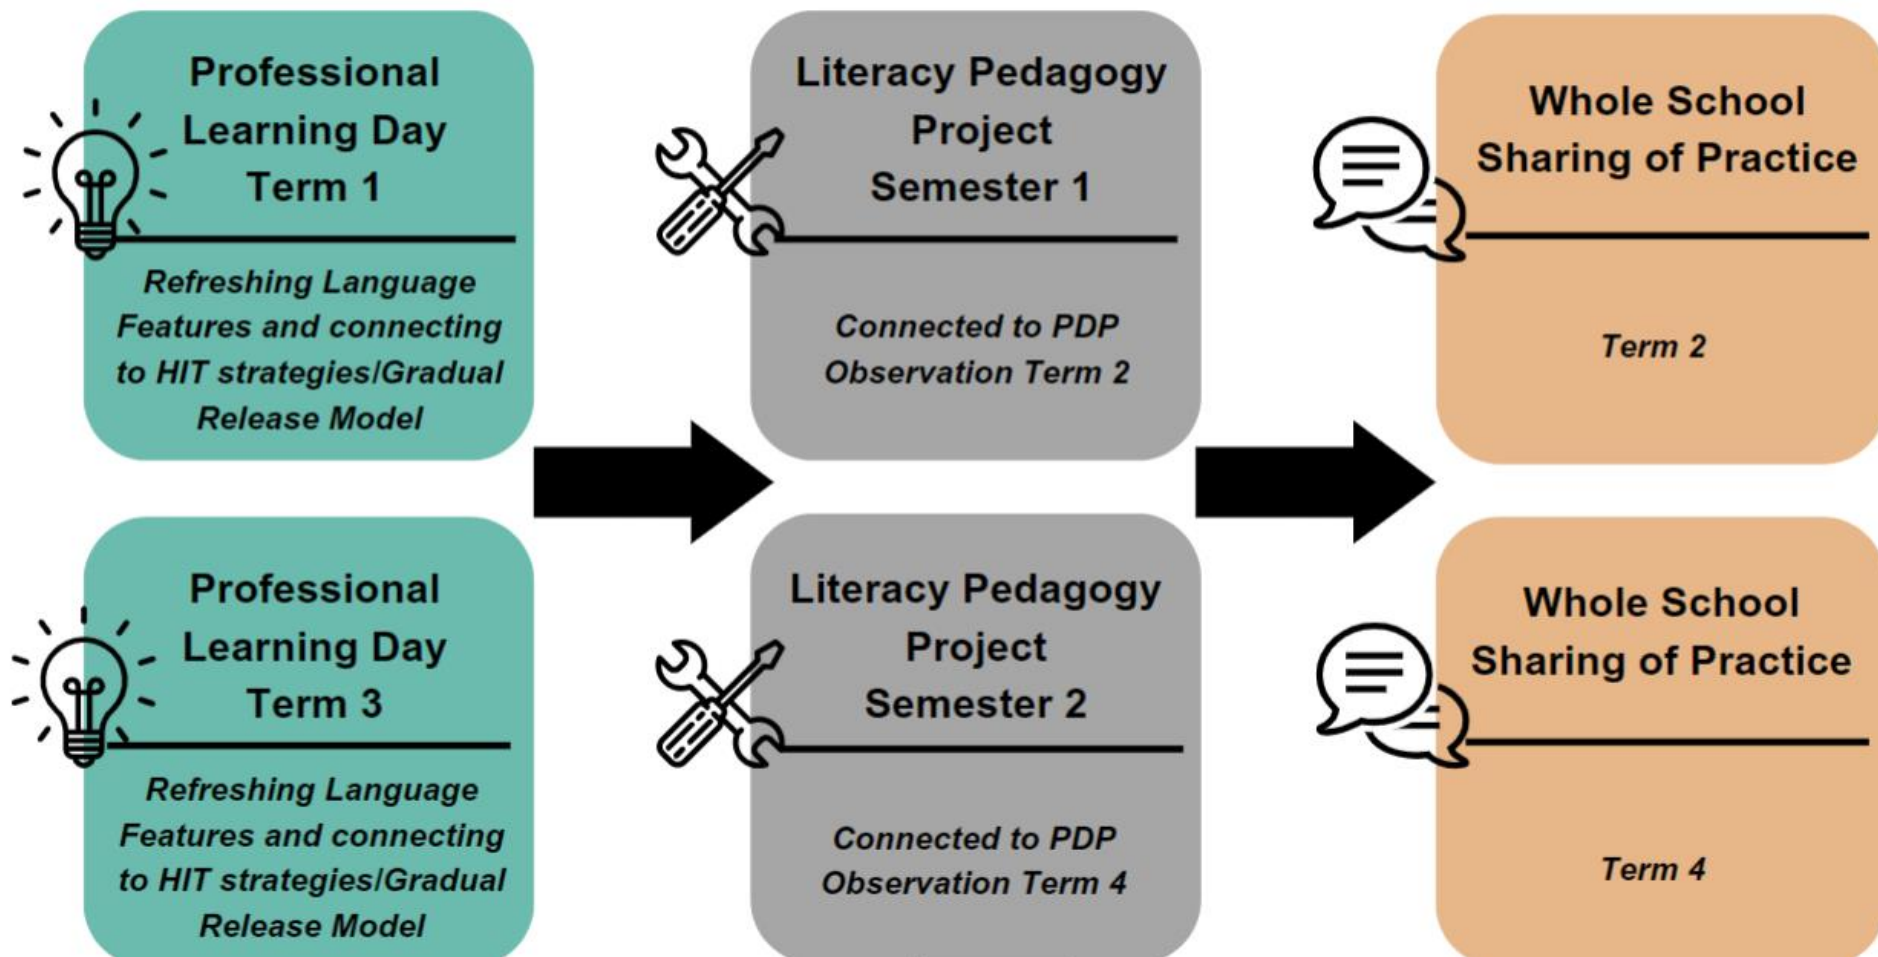 Professional
Learning Day
Term 1
Refreshing Language
Features and connecting
to HIT strategies/Gradual
Release Model
Literacy Pedagogy
Project
Semester 1
Connected to PDP
Observation Term 2
Whole School
Sharing of Practice
Term 2
Professional
Learning Day
Term 3
Refreshing Language
Features and connecting
to HIT strategies/Gradual
Release Model
Literacy Pedagogy
Project
Semester 2
Connected to PDP
Observation Term 4
Whole School
Sharing of Practice
Term 4